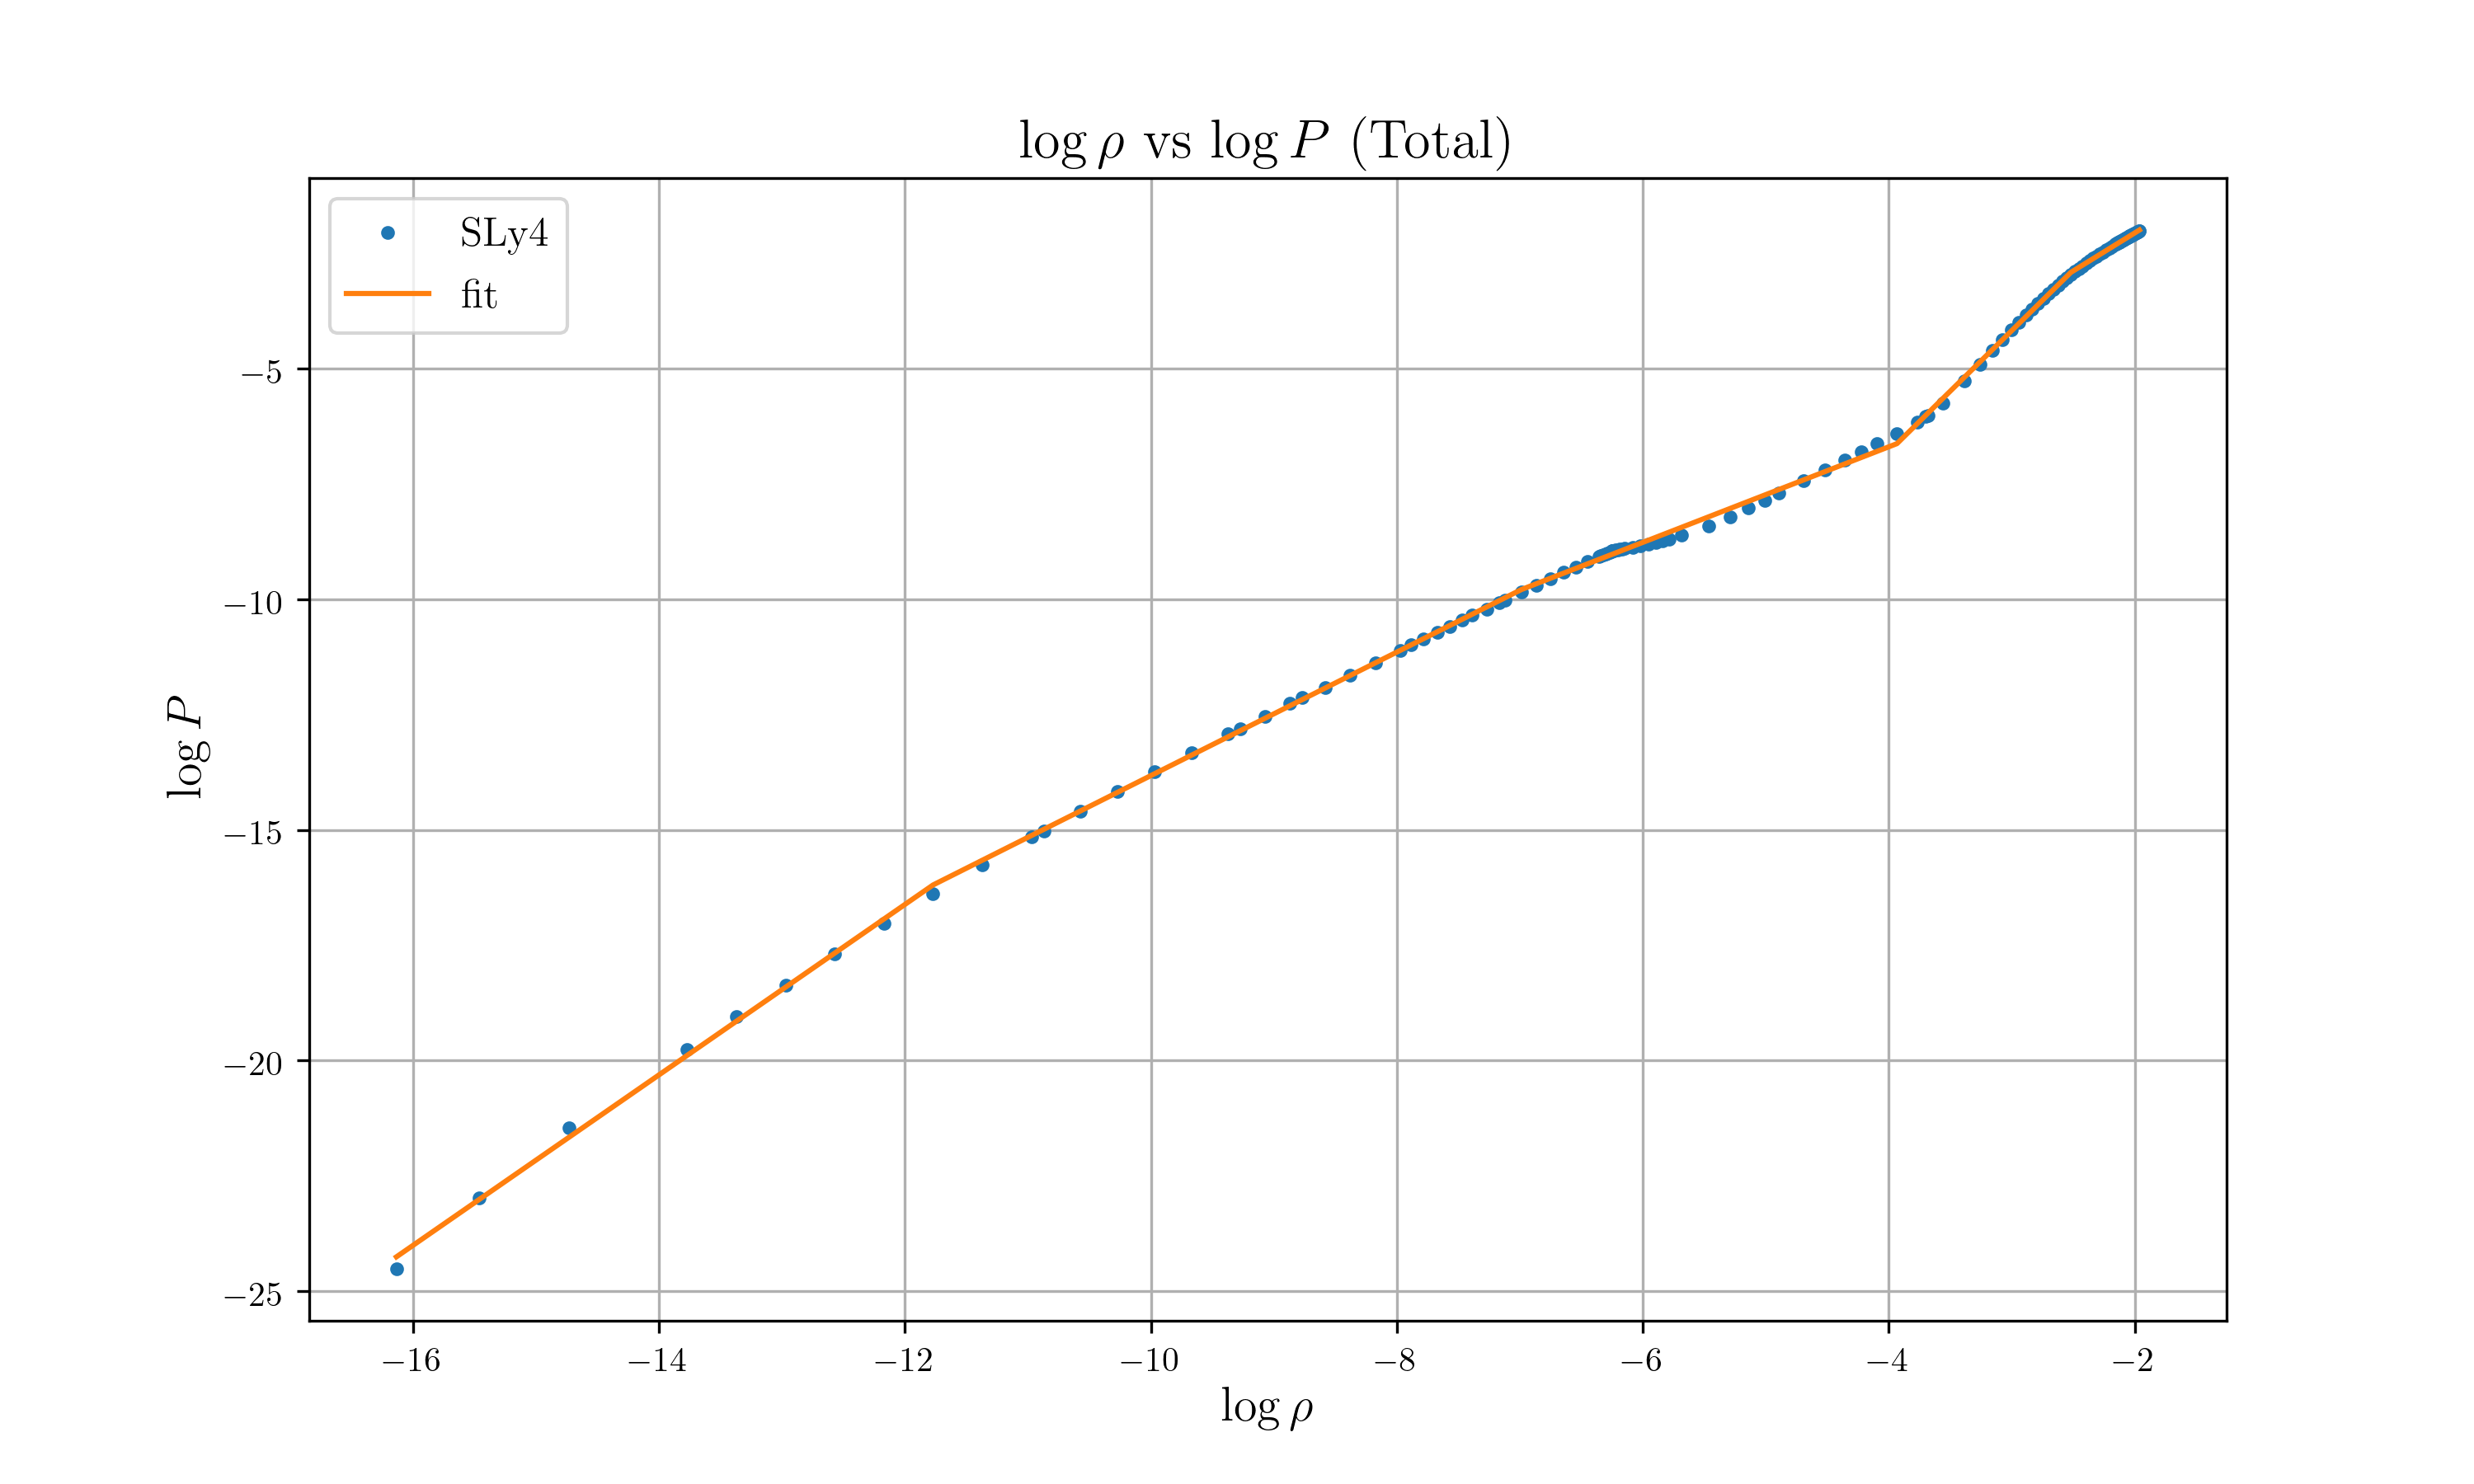 log ρ vs log P (Total)
SLy4
fit
−5
−10
−15
−20
−25
log P
−16 −14 −12 −10 −8 −6 −4 −2
log ρ